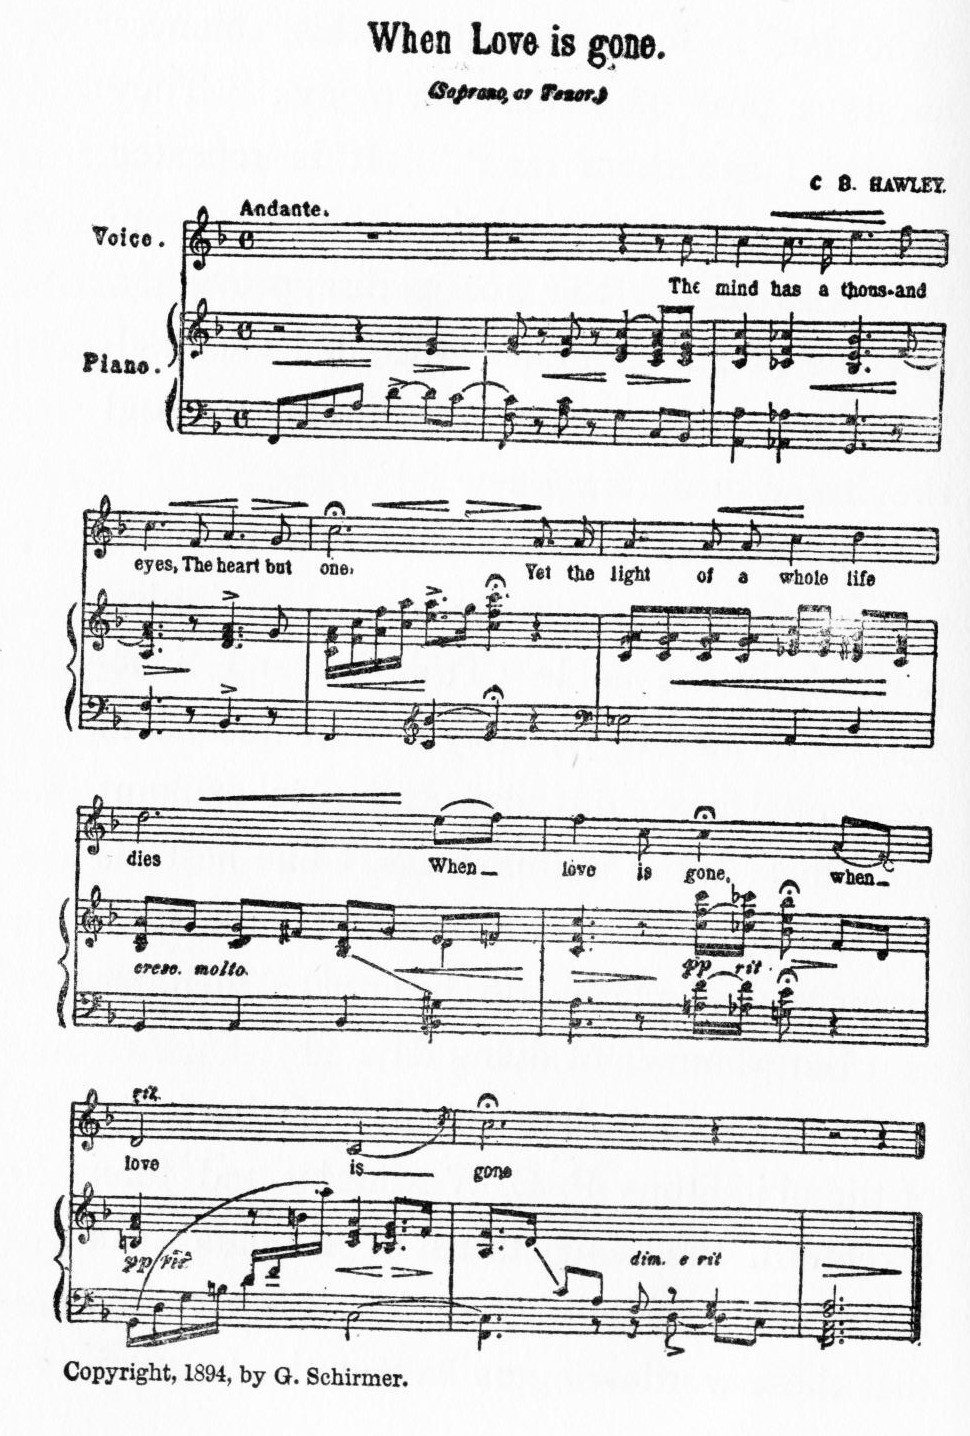 When Love is gone.
(Soprano, or Tenor.)
C B. HAWLEY.
Andante.
Voice.
The mind has a thous-and
Piano.
eyes, The heart but one,
Yet the light of a whole life
dies When_ love is gone, when_
cresc. molto. pp rit.
rit.
love is gone
pp rit
dim. e rit
Copyright, 1894, by G. Schirmer.